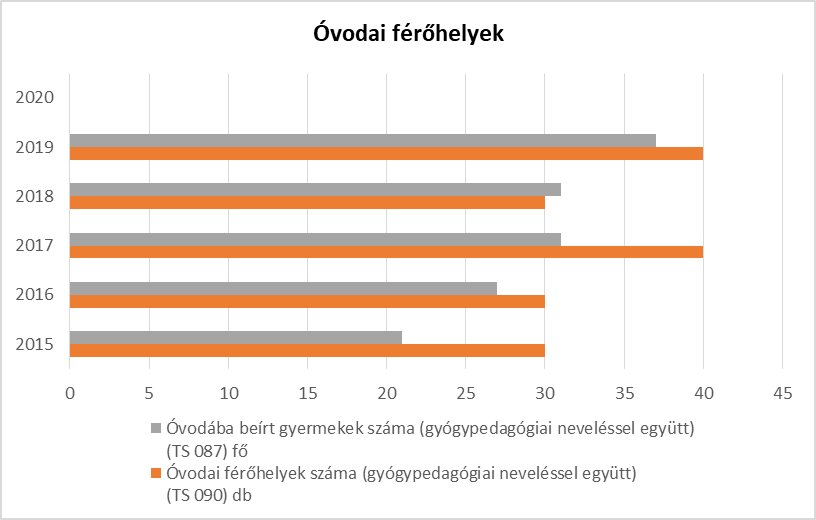 Óvodai férőhelyek
2020
2019
2018
2017
2016
2015
0 5 10 15 20 25 30 35 40 45
Óvodába beírt gyermekek száma (gyógypedagógiai neveléssel együtt)
(TS 087) fő
Óvodai férőhelyek száma (gyógypedagógiai neveléssel együtt)
(TS 090) db